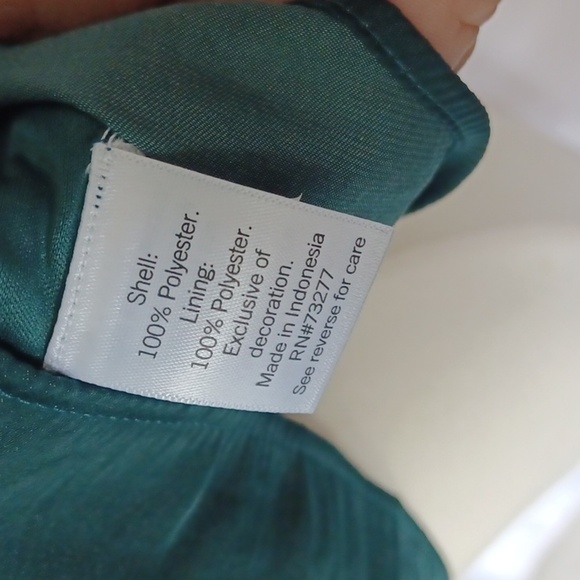 Shell:
100% Polyester.
Lining:
100% Polyester.
Exclusive of
decoration.
Made in Indonesia
RN#73277
See reverse for care